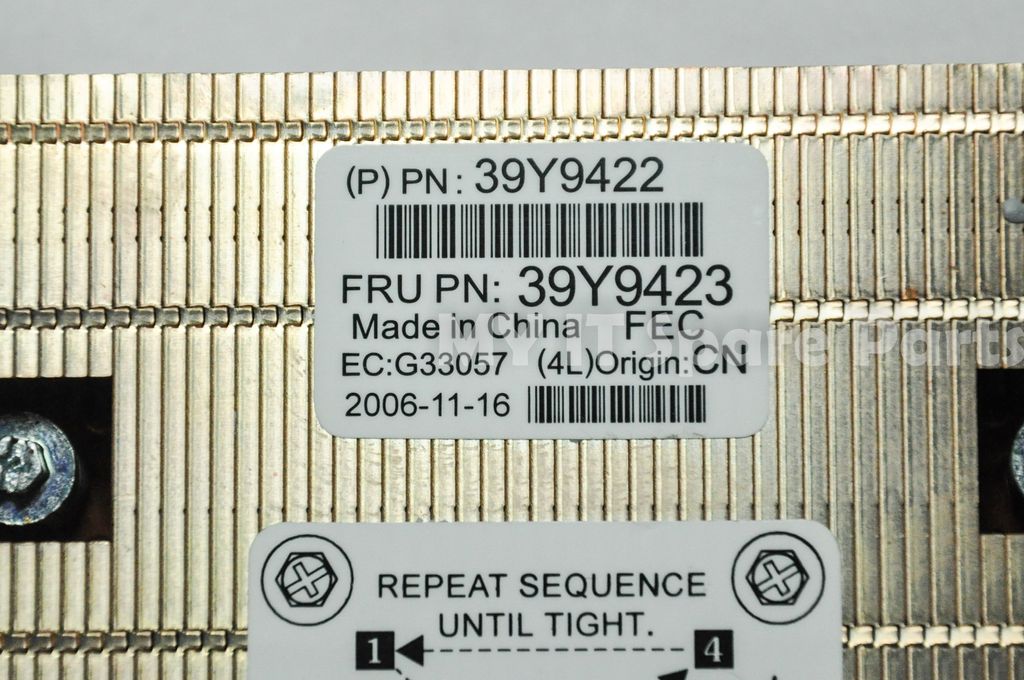 (P) PN: 39Y9422
FRU PN: 39Y9423
Made in China FEC
MY IT Spare Parts
EC:G33057 (4L)Origin:CN
2006-11-16
REPEAT SEQUENCE
UNTIL TIGHT.
1 4